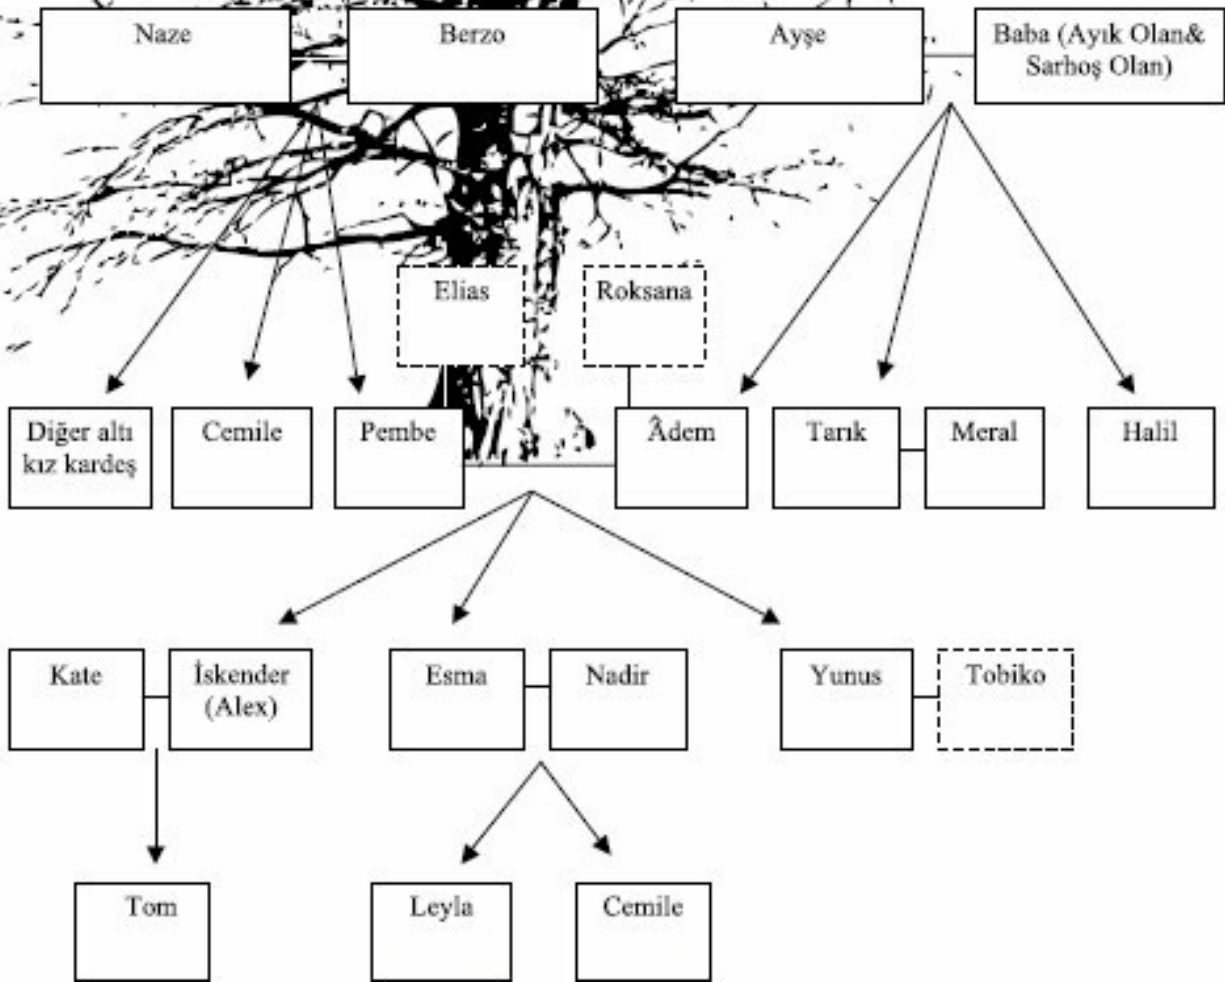 Naze
Berzo
Ayşe
Baba (Ayık Olan&
Sarhoş Olan)
Elias
Roksana
Diğer altı
kız kardeş
Cemile
Pembe
Âdem
Tarık
Meral
Halil
Kate
İskender
(Alex)
Esma
Nadir
Yunus
Tobiko
Tom
Leyla
Cemile